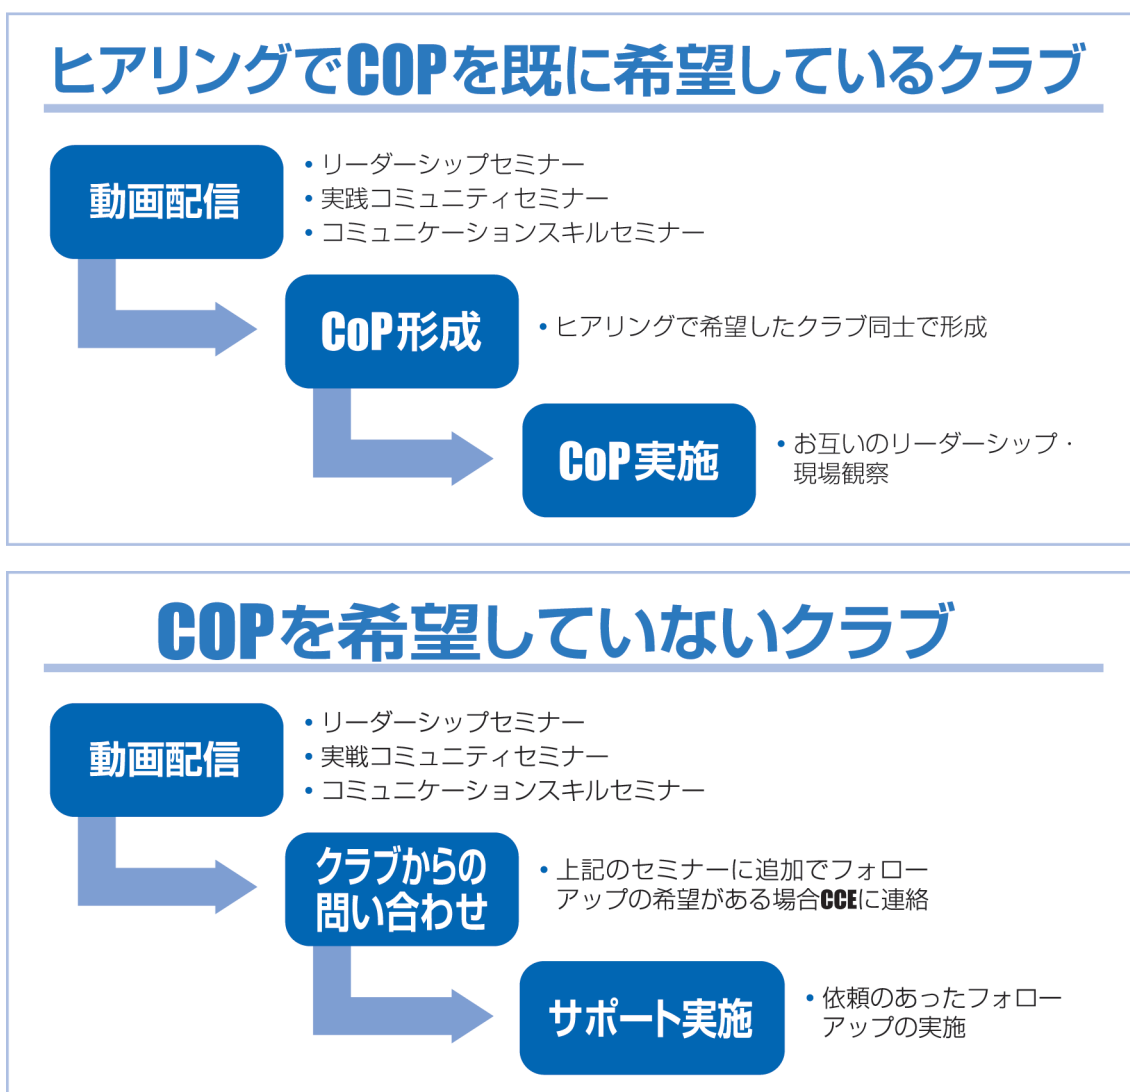 ヒアリングでCOPを既に希望しているクラブ
動画配信
• リーダーシップセミナー
• 実践コミュニティセミナー
• コミュニケーションスキルセミナー
CoP形成
• ヒアリングで希望したクラブ同士で形成
CoP実施
• お互いのリーダーシップ・
現場観察
COPを希望していないクラブ
動画配信
• リーダーシップセミナー
• 実戦コミュニティセミナー
• コミュニケーションスキルセミナー
クラブからの
問い合わせ
• 上記のセミナーに追加でフォロー
アップの希望がある場合CCEに連絡
サポート実施
• 依頼のあったフォロー
アップの実施